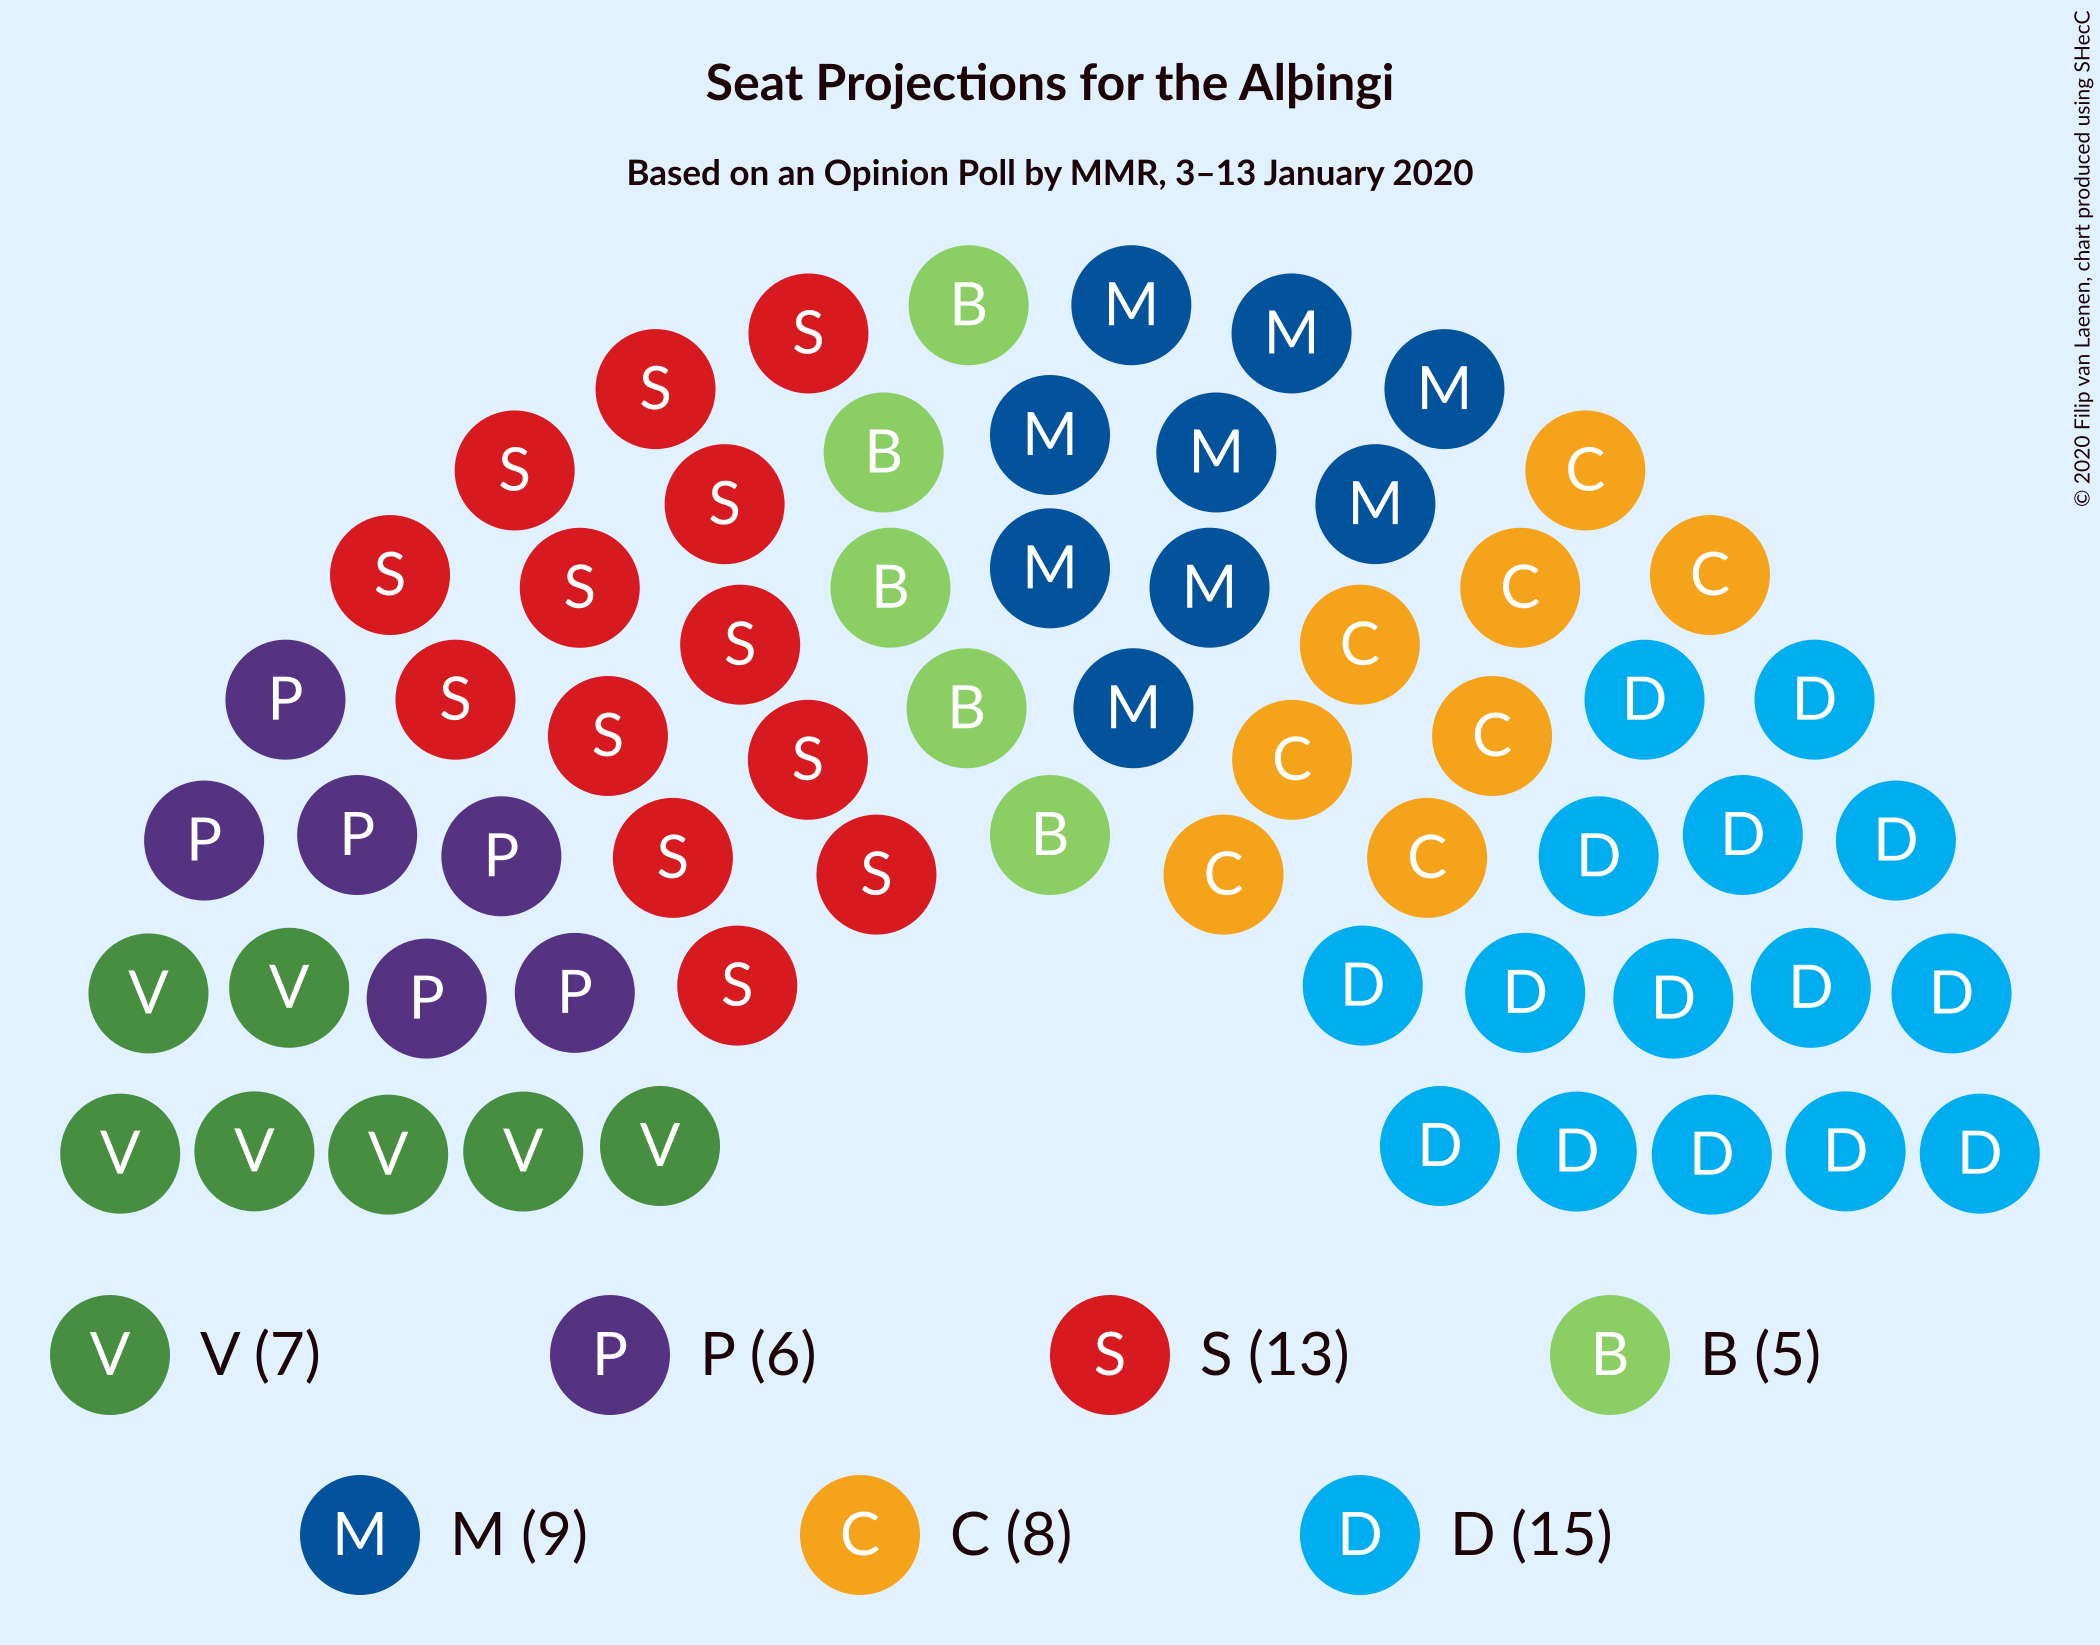 Seat Projections for the Alþingi
Based on an Opinion Poll by MMR, 3–13 January 2020
© 2020 Filip van Laenen, chart produced using SHecC
B M
S M
S M
M
B M
S C
S M
M
S C
S B M C
S C
P S D D
B M
S C
S C
P D
P D
P D
S C
B
S C
V V P P S D D D D D
V V V V V D D D D D
V V (7) P P (6) S S (13) B B (5)
M M (9) C C (8) D D (15)